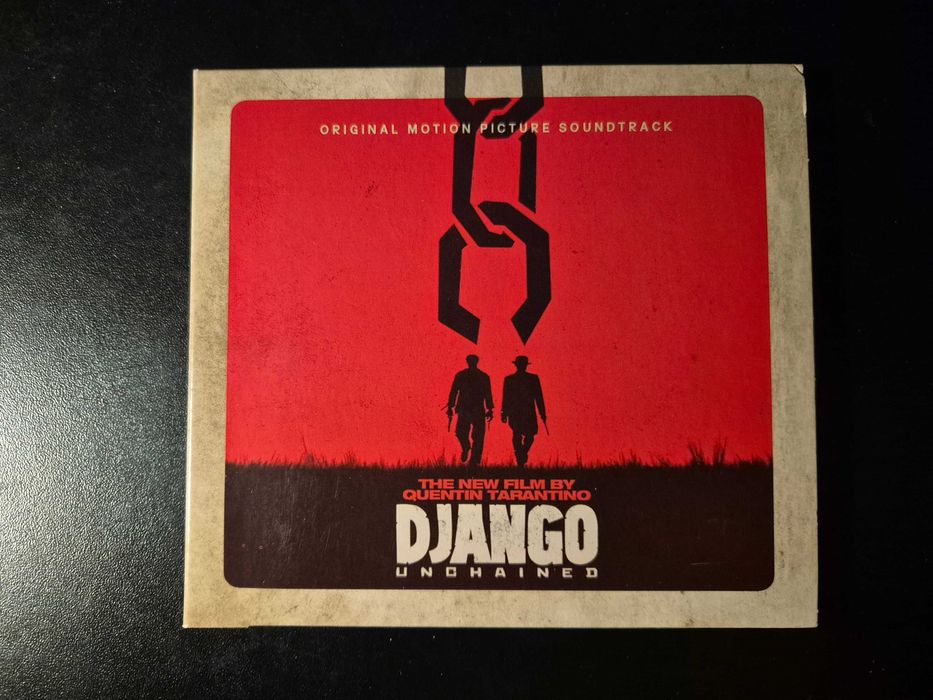 ORIGINAL MOTION PICTURE SOUNDTRACK
THE NEW FILM BY
QUENTIN TARANTINO
DJANGO
UNCHAINED